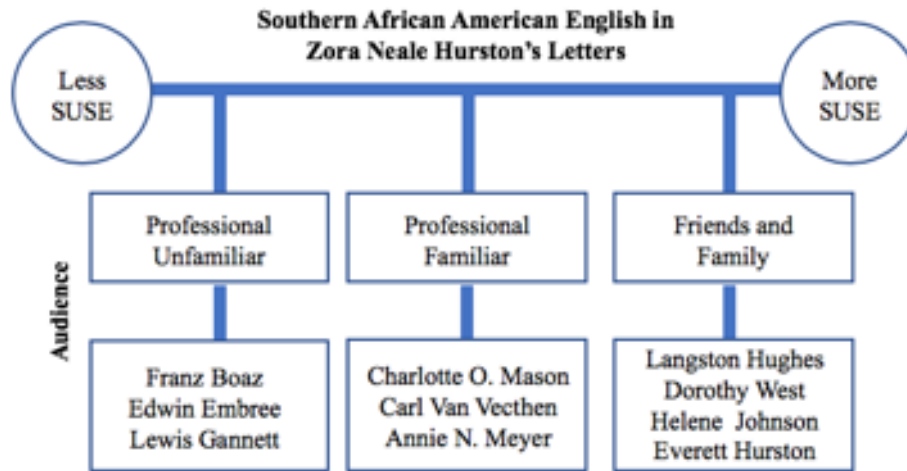 Southern African American English in
Zora Neale Hurston's Letters
Less
SUSE
More
SUSE
Professional
Unfamiliar
Professional
Familiar
Friends and
Family
Audience
Franz Boaz
Edwin Embree
Lewis Gannett
Charlotte O. Mason
Carl Van Vecthen
Annie N. Meyer
Langston Hughes
Dorothy West
Helene Johnson
Everett Hurston